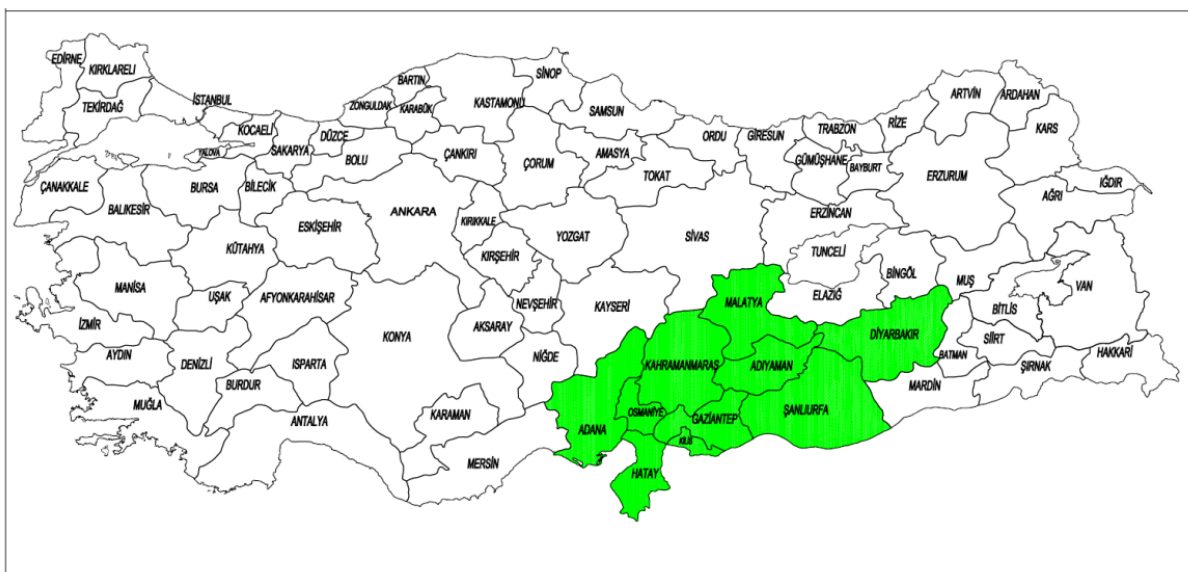 EDİRNE
KIRKLARELİ
TEKİRDAĞ
İSTANBUL
KOCAELİ
YALOVA
SAKARYA
DÜZCE
BOLU
ZONGULDAK
BARTIN
KARABÜK
KASTAMONU
SİNOP
SAMSUN
ÇANKIRI
ÇORUM
AMASYA
TOKAT
ORDU
GİRESUN
TRABZON
GÜMÜŞHANE
BAYBURT
RİZE
ARTVİN
ARDAHAN
KARS
IĞDIR
AĞRI
ERZURUM
ERZİNCAN
TUNCELİ
BİNGÖL
MUŞ
BİTLİS
VAN
HAKKARİ
ŞIRNAK
SİİRT
BATMAN
MARDİN
DİYARBAKIR
ELAZIĞ
MALATYA
SİVAS
YOZGAT
KIRIKKALE
KIRŞEHİR
NEVŞEHİR
KAYSERİ
ANKARA
ESKİŞEHİR
BİLECİK
BURSA
BALIKESİR
ÇANAKKALE
KÜTAHYA
MANİSA
UŞAK
AFYONKARAHİSAR
İZMİR
AYDIN
DENİZLİ
BURDUR
ISPARTA
MUĞLA
ANTALYA
KONYA
AKSARAY
NİĞDE
KARAMAN
MERSİN
ADANA
OSMANİYE
KAHRAMANMARAŞ
ADIYAMAN
GAZİANTEP
KİLİS
ŞANLIURFA
HATAY